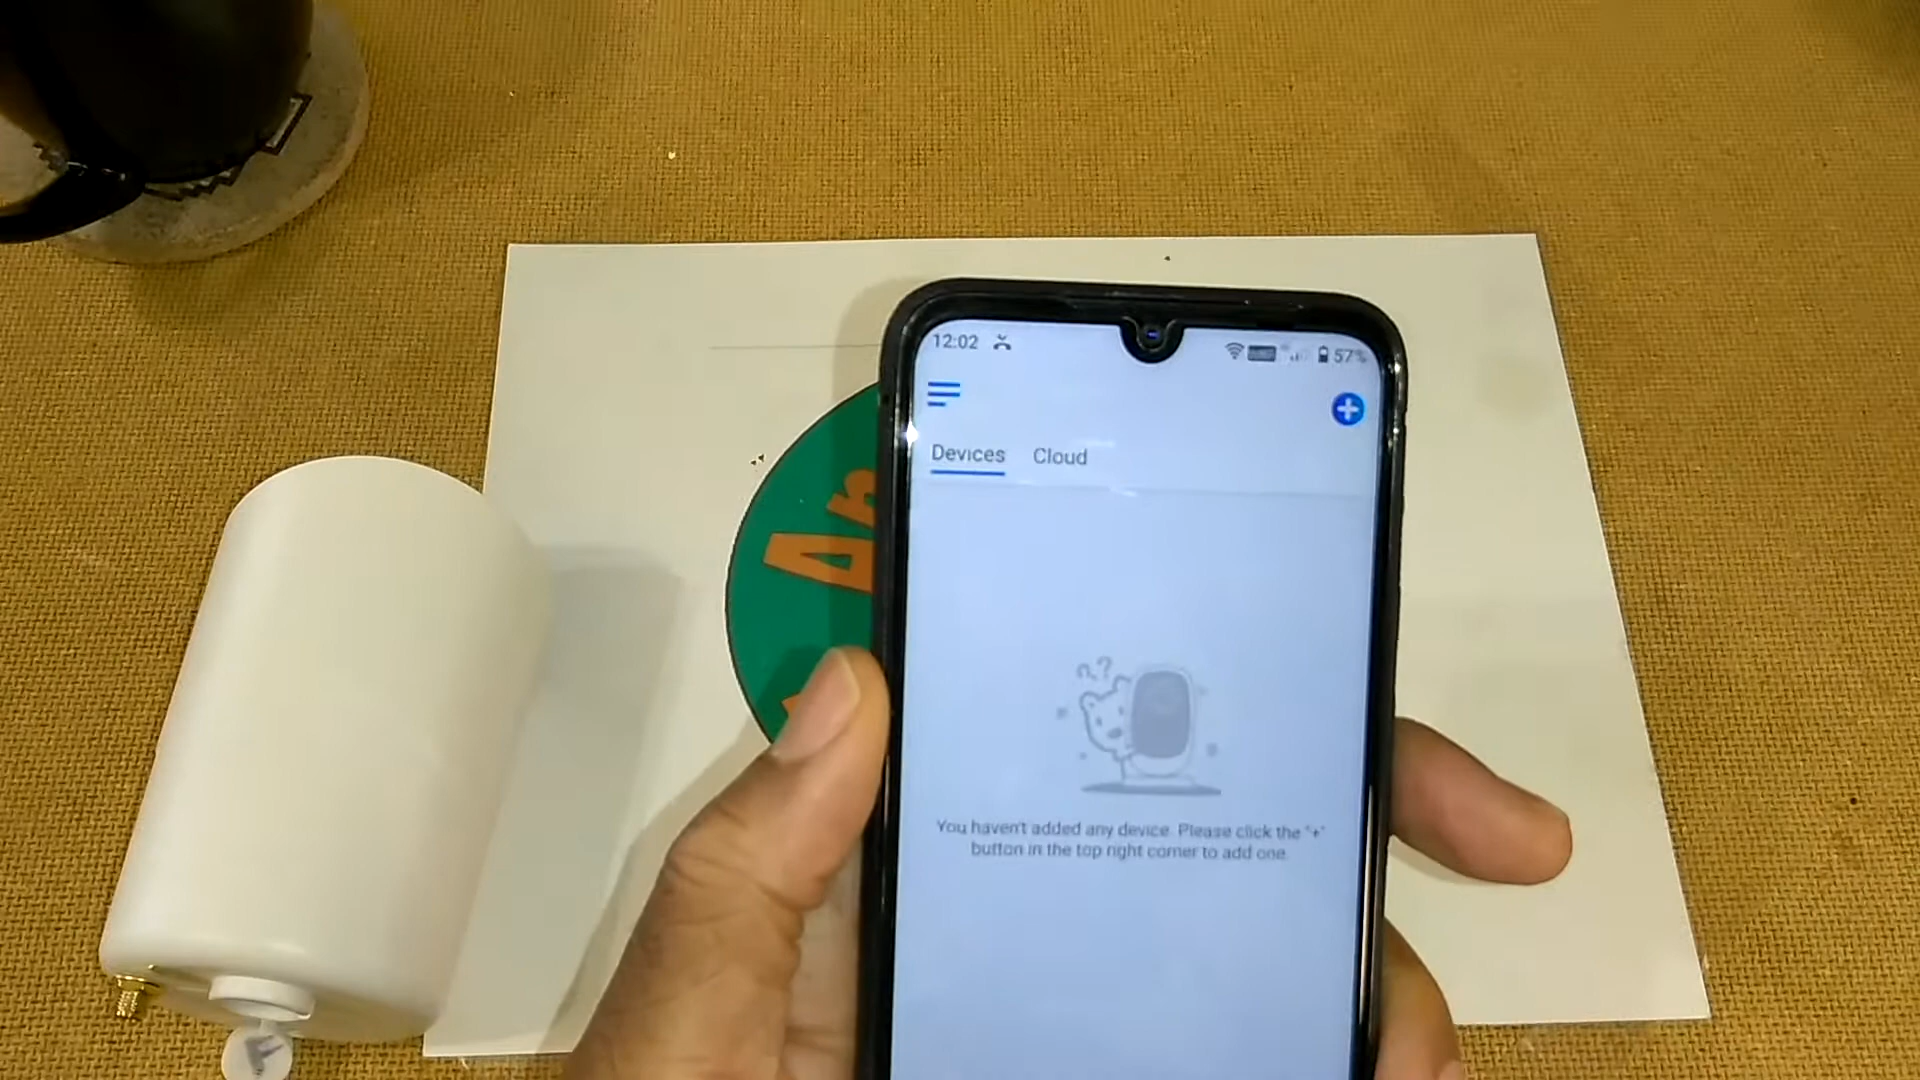 12:02
57%
Devices Cloud
An
n,?
You haven't added any device. Please click the "+"
button in the top right corner to add one.